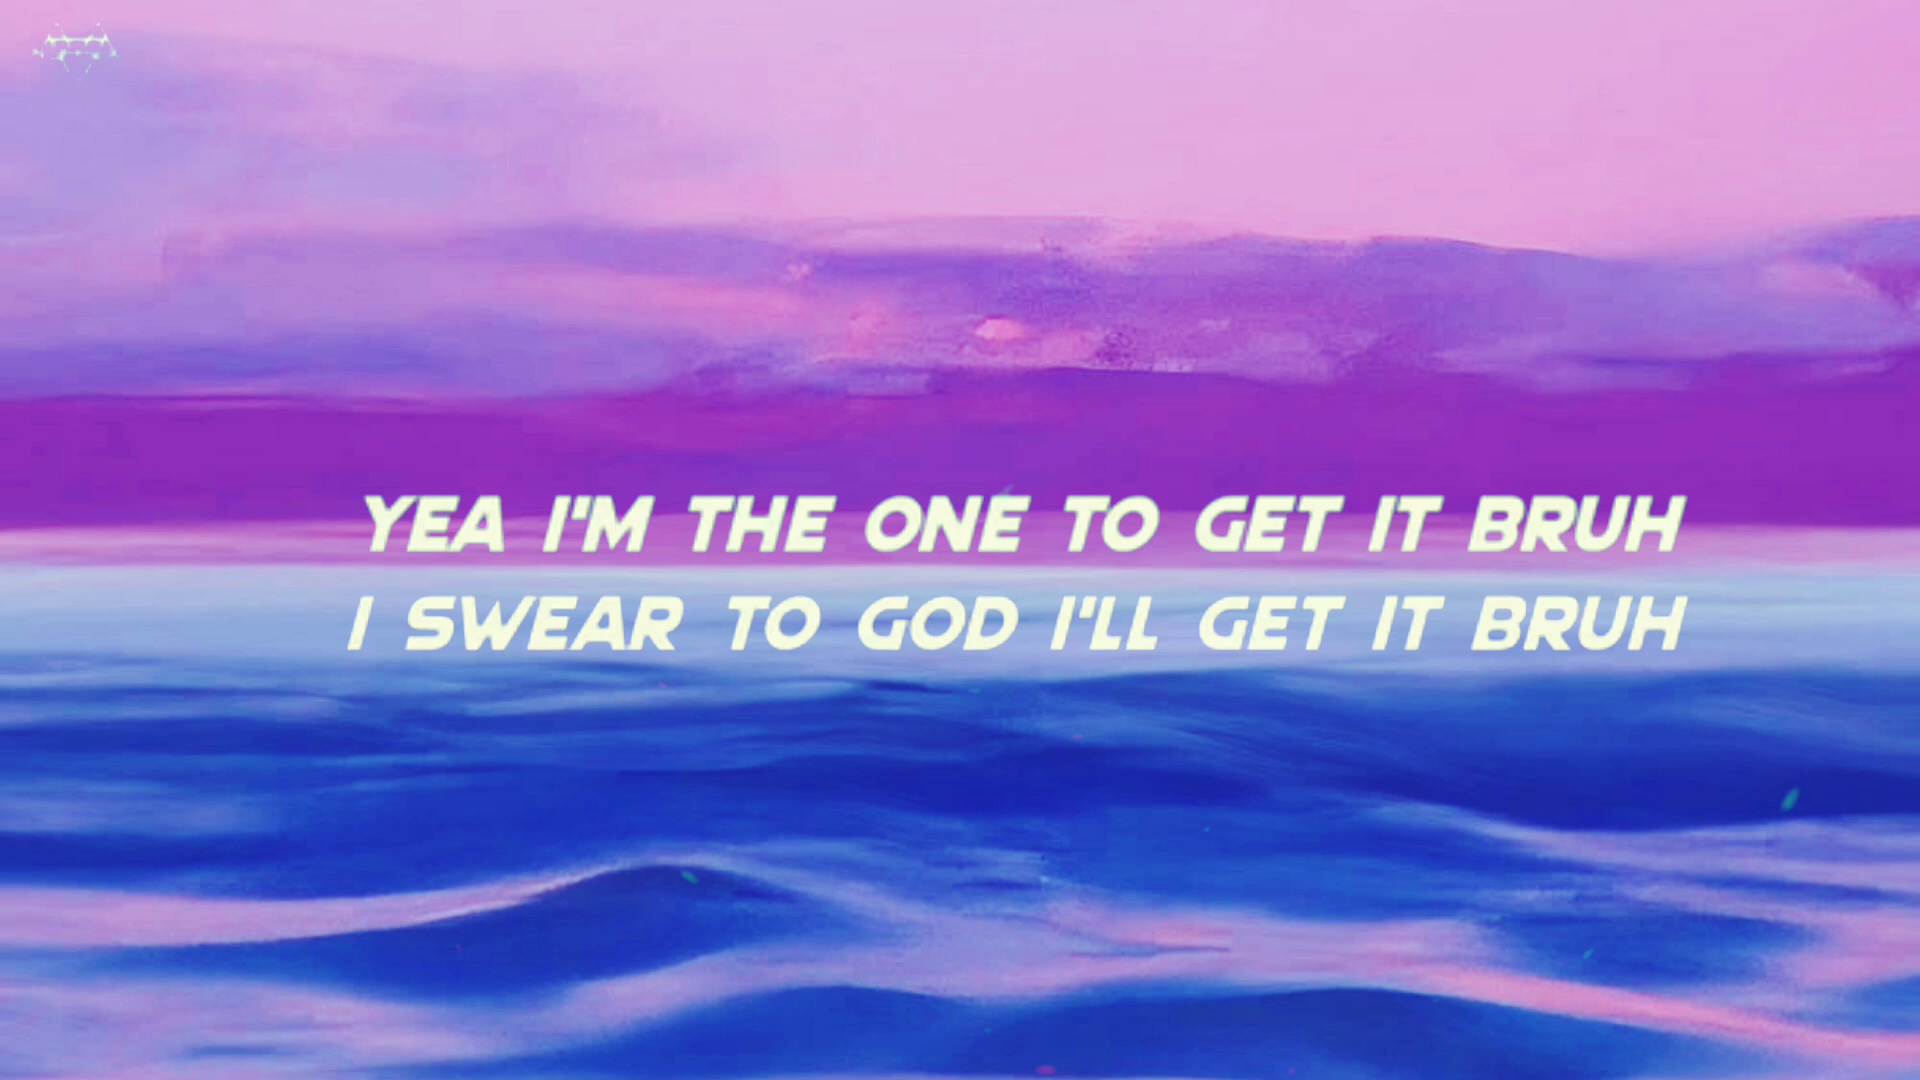 YEA I'M THE ONE TO GET IT BRUH
I SWEAR TO GOD I'LL GET IT BRUH